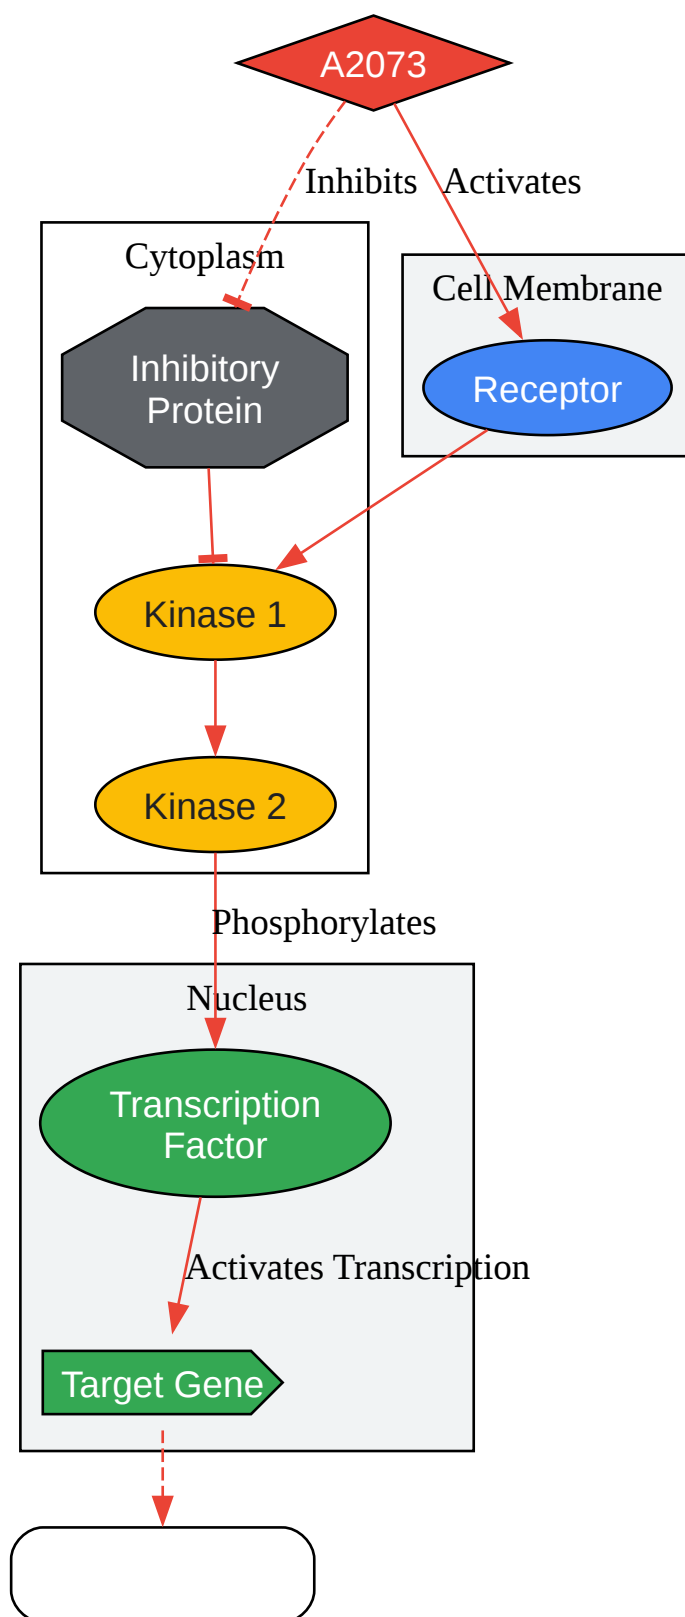 A2073
Inhibits
Activates
Cytoplasm
Cell Membrane
Inhibitory
Protein
Receptor
Kinase 1
Kinase 2
Phosphorylates
Nucleus
Transcription
Factor
Activates Transcription
Target Gene